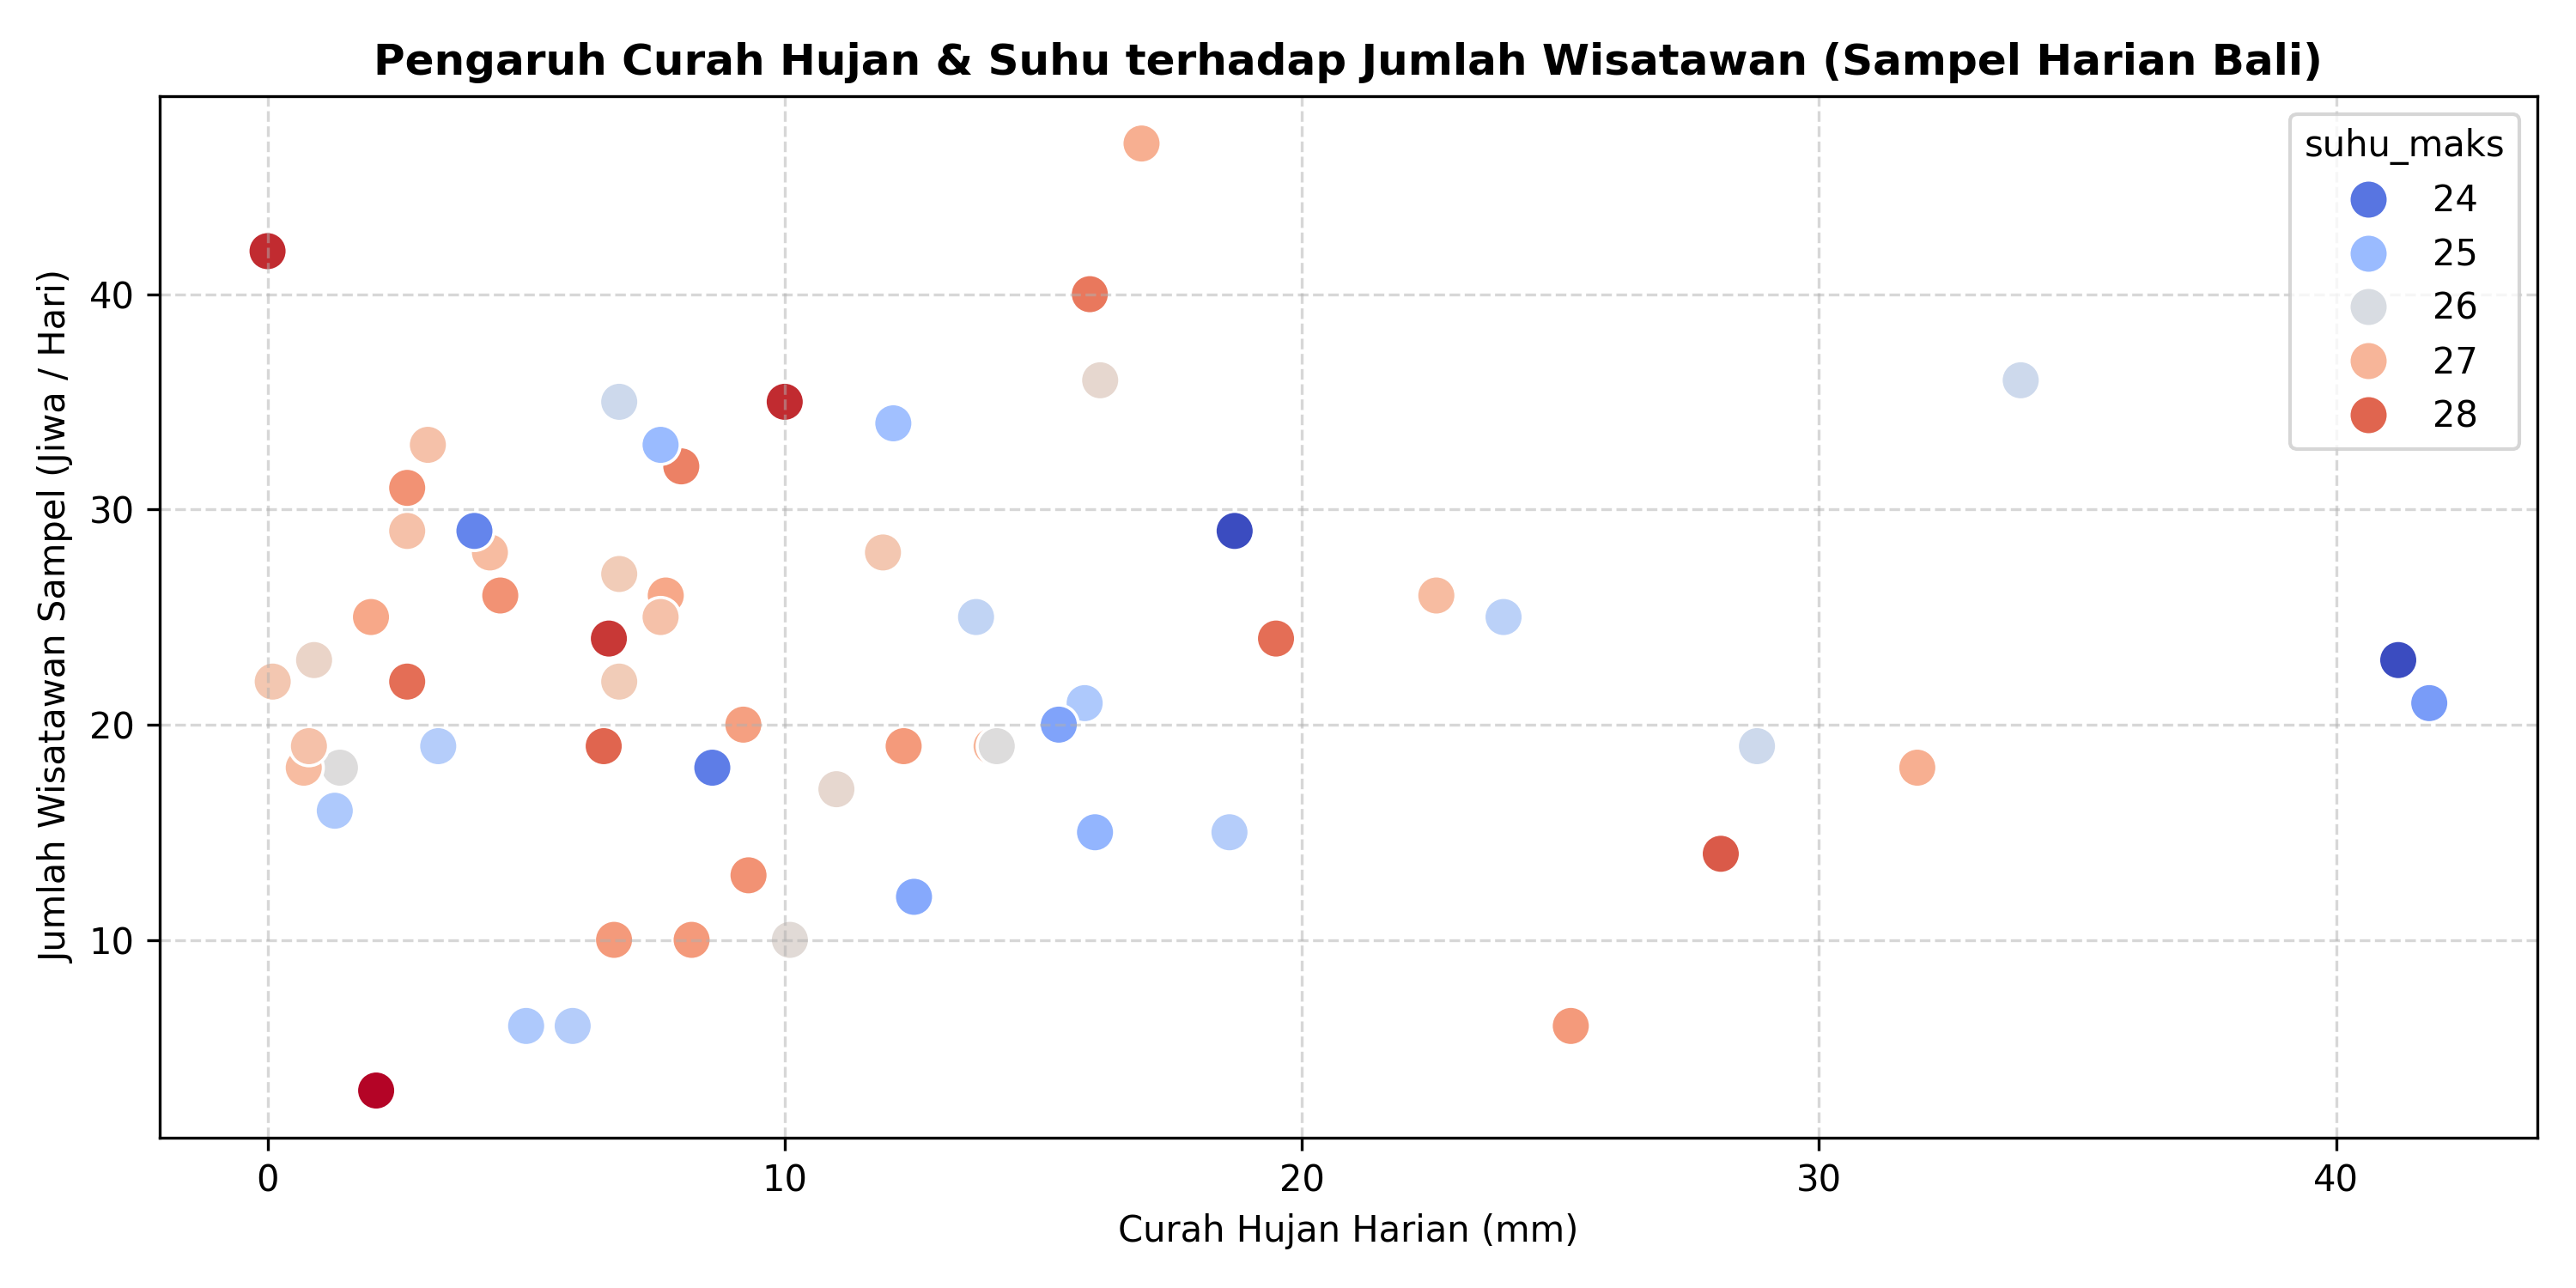 Pengaruh Curah Hujan & Suhu terhadap Jumlah Wisatawan (Sampel Harian Bali)
Jumlah Wisatawan Sampel (Jiwa / Hari)
40
30
20
10
suhu_maks
24
25
26
27
28
0 10 20 30 40
Curah Hujan Harian (mm)